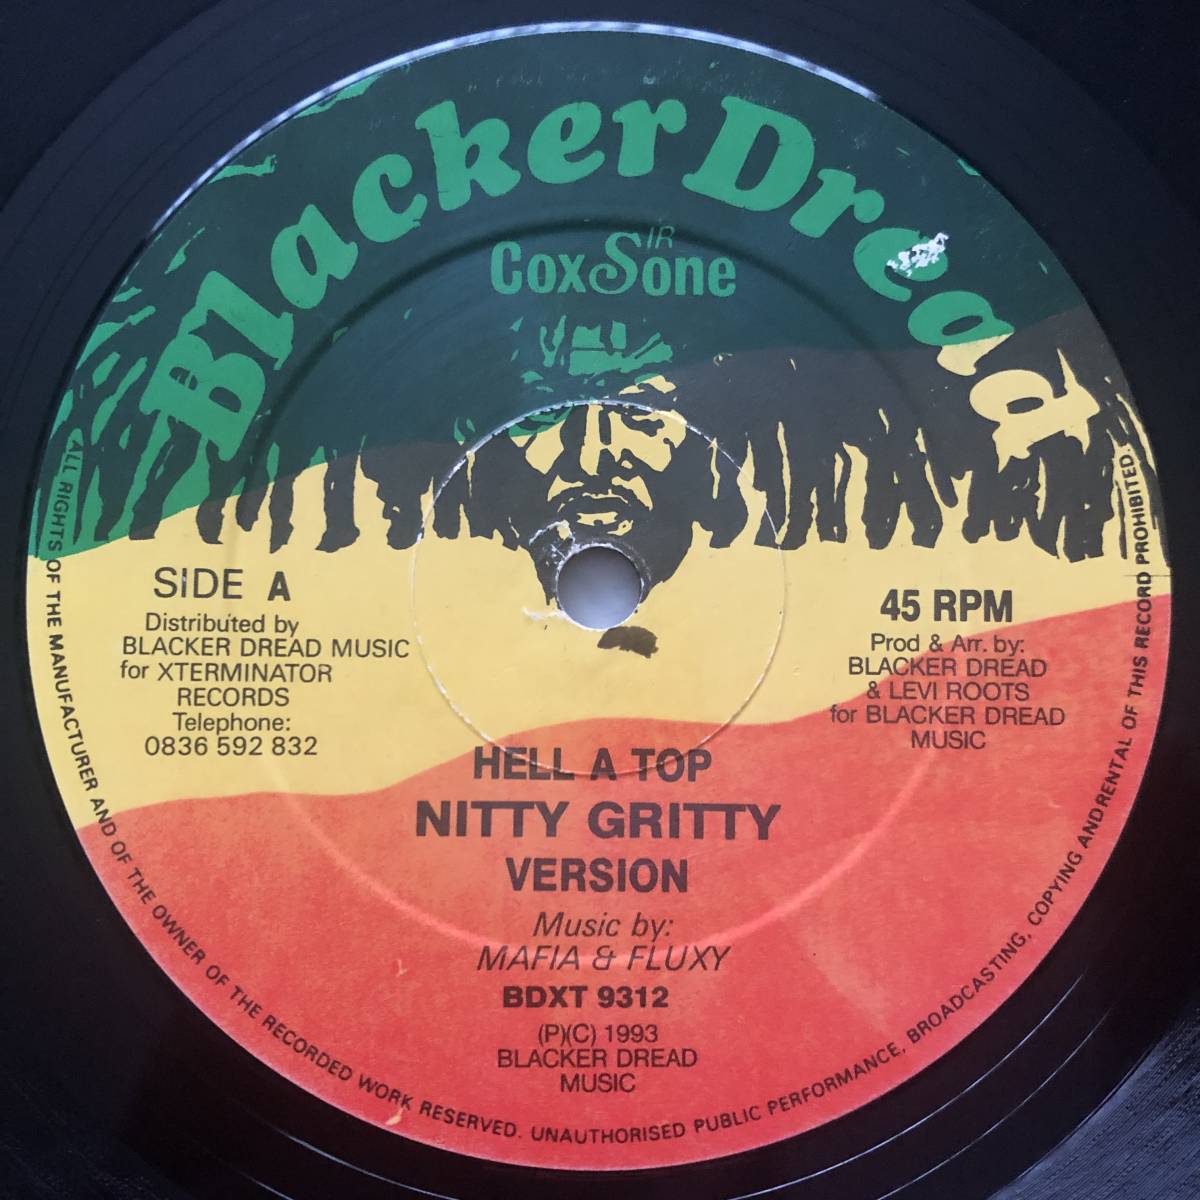 Blacker Dread
SIR
CoxSone
SIDE A
Distributed by
BLACKER DREAD MUSIC
for XTERMINATOR
RECORDS
Telephone:
0836 592 832
45 RPM
Prod & Arr. by:
BLACKER DREAD
& LEVI ROOTS
for BLACKER DREAD
MUSIC
HELL A TOP
NITTY GRITTY
VERSION
Music by:
MAFIA & FLUXY
BDXT 9312
(P)(C) 1993
BLACKER DREAD
MUSIC
ALL RIGHTS OF THE MANUFACTURER AND OF THE OWNER OF THE RECORDED WORK RESERVED. UNAUTHORISED PUBLIC PERFORMANCE, BROADCASTING, COPYING AND RENTAL OF THIS RECORD PROHIBITED.